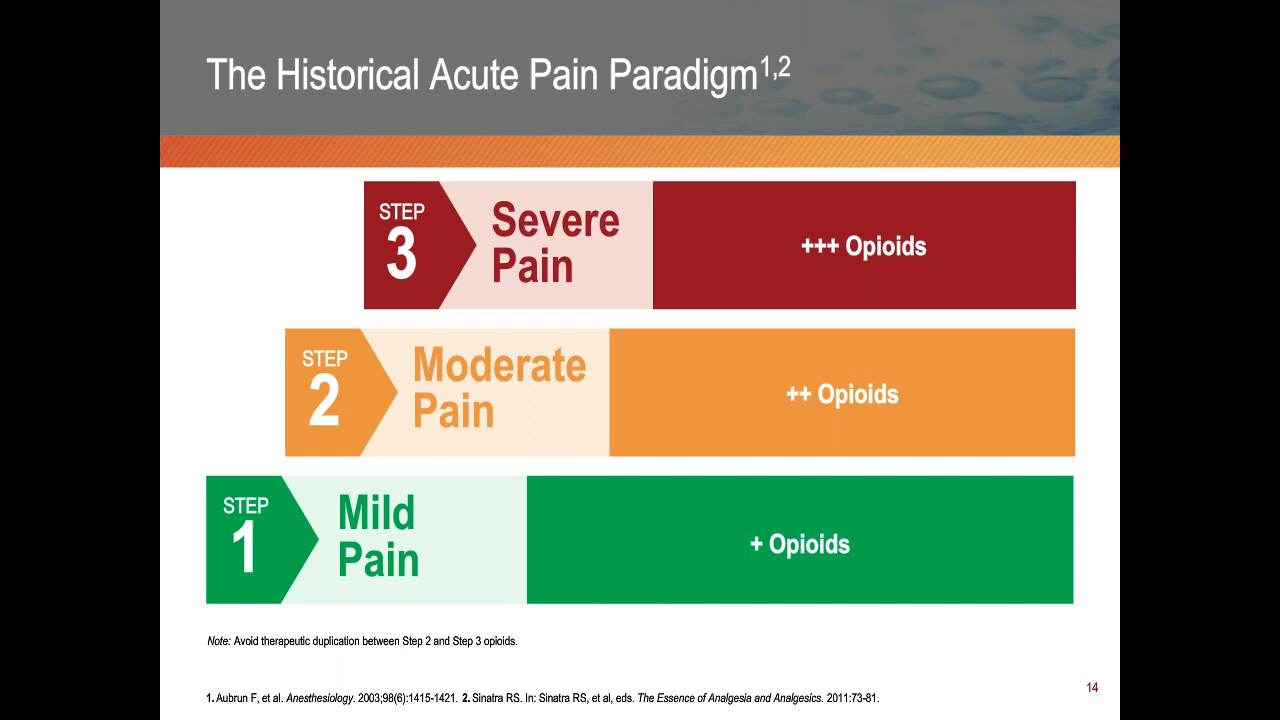 The Historical Acute Pain Paradigm1,2
STEP
3
Severe
Pain
+++ Opioids
STEP
2
Moderate
Pain
++ Opioids
STEP
1
Mild
Pain
+ Opioids
Note: Avoid therapeutic duplication between Step 2 and Step 3 opioids.
1. Aubrun F, et al. Anesthesiology. 2003;98(6):1415-1421. 2. Sinatra RS. In: Sinatra RS, et al, eds. The Essence of Analgesia and Analgesics. 2011:73-81.
14